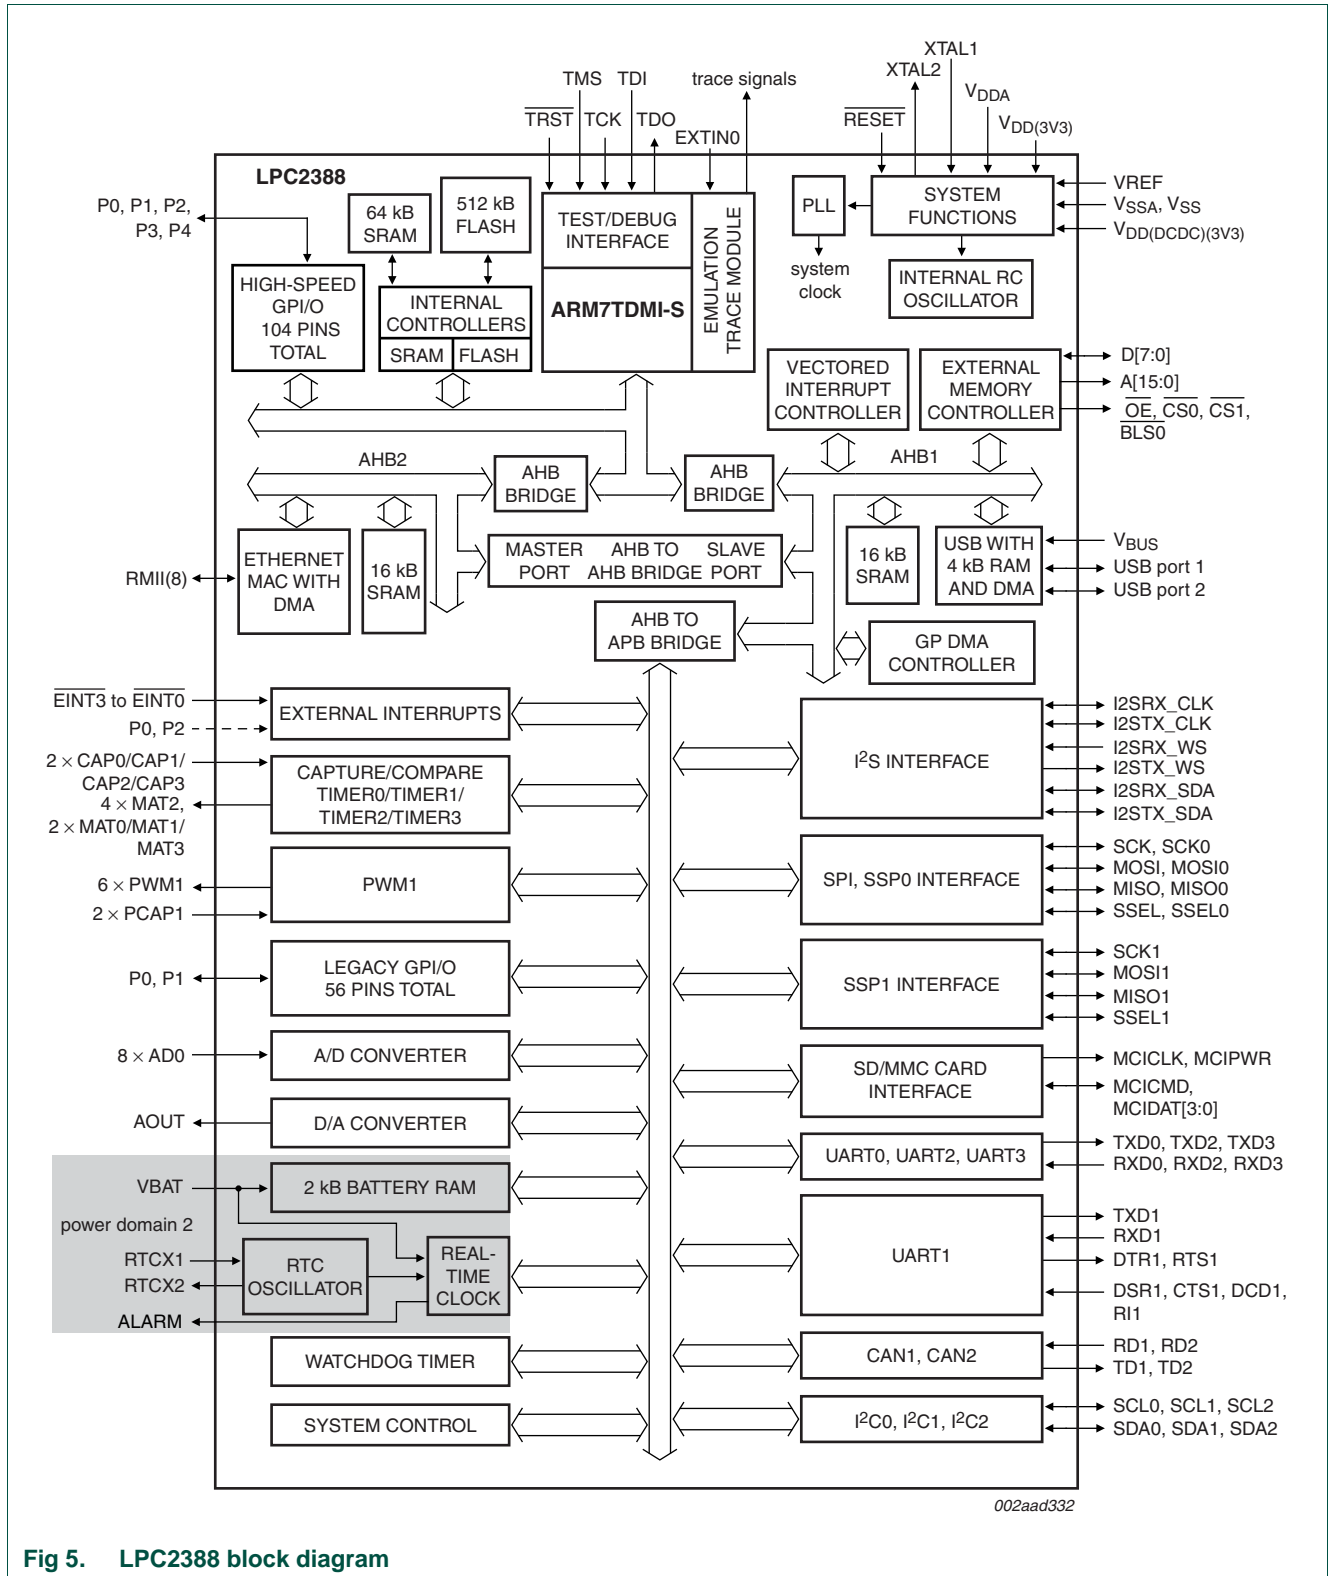 XTAL1
XTAL2
TMS TDI
trace signals
VDDA
TRST TCK TDO
RESET
VDD(3V3)
EXTIN0
LPC2388
P0, P1, P2,
P3, P4
64 kB
SRAM
512 kB
FLASH
TEST/DEBUG
INTERFACE
EMULATION
TRACE MODULE
PLL
SYSTEM
FUNCTIONS
VREF
VSSA, VSS
VDD(DCDC)(3V3)
system
clock
HIGH-SPEED
GPI/O
104 PINS
TOTAL
INTERNAL
CONTROLLERS
SRAM FLASH
ARM7TDMI-S
INTERNAL RC
OSCILLATOR
VECTORED
INTERRUPT
CONTROLLER
EXTERNAL
MEMORY
CONTROLLER
D[7:0]
A[15:0]
OE, CS0, CS1,
BLS0
AHB2
AHB
BRIDGE
AHB
BRIDGE
AHB1
RMII(8)
ETHERNET
MAC WITH
DMA
16 kB
SRAM
MASTER
PORT
AHB TO
AHB BRIDGE
SLAVE
PORT
16 kB
SRAM
USB WITH
4 kB RAM
AND DMA
VBUS
USB port 1
USB port 2
AHB TO
APB BRIDGE
GP DMA
CONTROLLER
EINT3 to EINT0
P0, P2
EXTERNAL INTERRUPTS
2 × CAP0/CAP1/
CAP2/CAP3
4 × MAT2,
2 × MAT0/MAT1/
MAT3
CAPTURE/COMPARE
TIMER0/TIMER1/
TIMER2/TIMER3
I2S INTERFACE
I2SRX_CLK
I2STX_CLK
I2SRX_WS
I2STX_WS
I2SRX_SDA
I2STX_SDA
6 × PWM1
2 × PCAP1
PWM1
SPI, SSP0 INTERFACE
SCK, SCK0
MOSI, MOSI0
MISO, MISO0
SSEL, SSEL0
P0, P1
LEGACY GPI/O
56 PINS TOTAL
SSP1 INTERFACE
SCK1
MOSI1
MISO1
SSEL1
8 × AD0
A/D CONVERTER
SD/MMC CARD
INTERFACE
MCICLK, MCIPWR
MCICMD,
MCIDAT[3:0]
AOUT
D/A CONVERTER
UART0, UART2, UART3
TXD0, TXD2, TXD3
RXD0, RXD2, RXD3
VBAT
2 kB BATTERY RAM
power domain 2
RTCX1
RTCX2
ALARM
RTC
OSCILLATOR
REAL-
TIME
CLOCK
UART1
TXD1
RXD1
DTR1, RTS1
DSR1, CTS1, DCD1,
RI1
WATCHDOG TIMER
CAN1, CAN2
RD1, RD2
TD1, TD2
SYSTEM CONTROL
I2C0, I2C1, I2C2
SCL0, SCL1, SCL2
SDA0, SDA1, SDA2
002aad332
Fig 5. LPC2388 block diagram